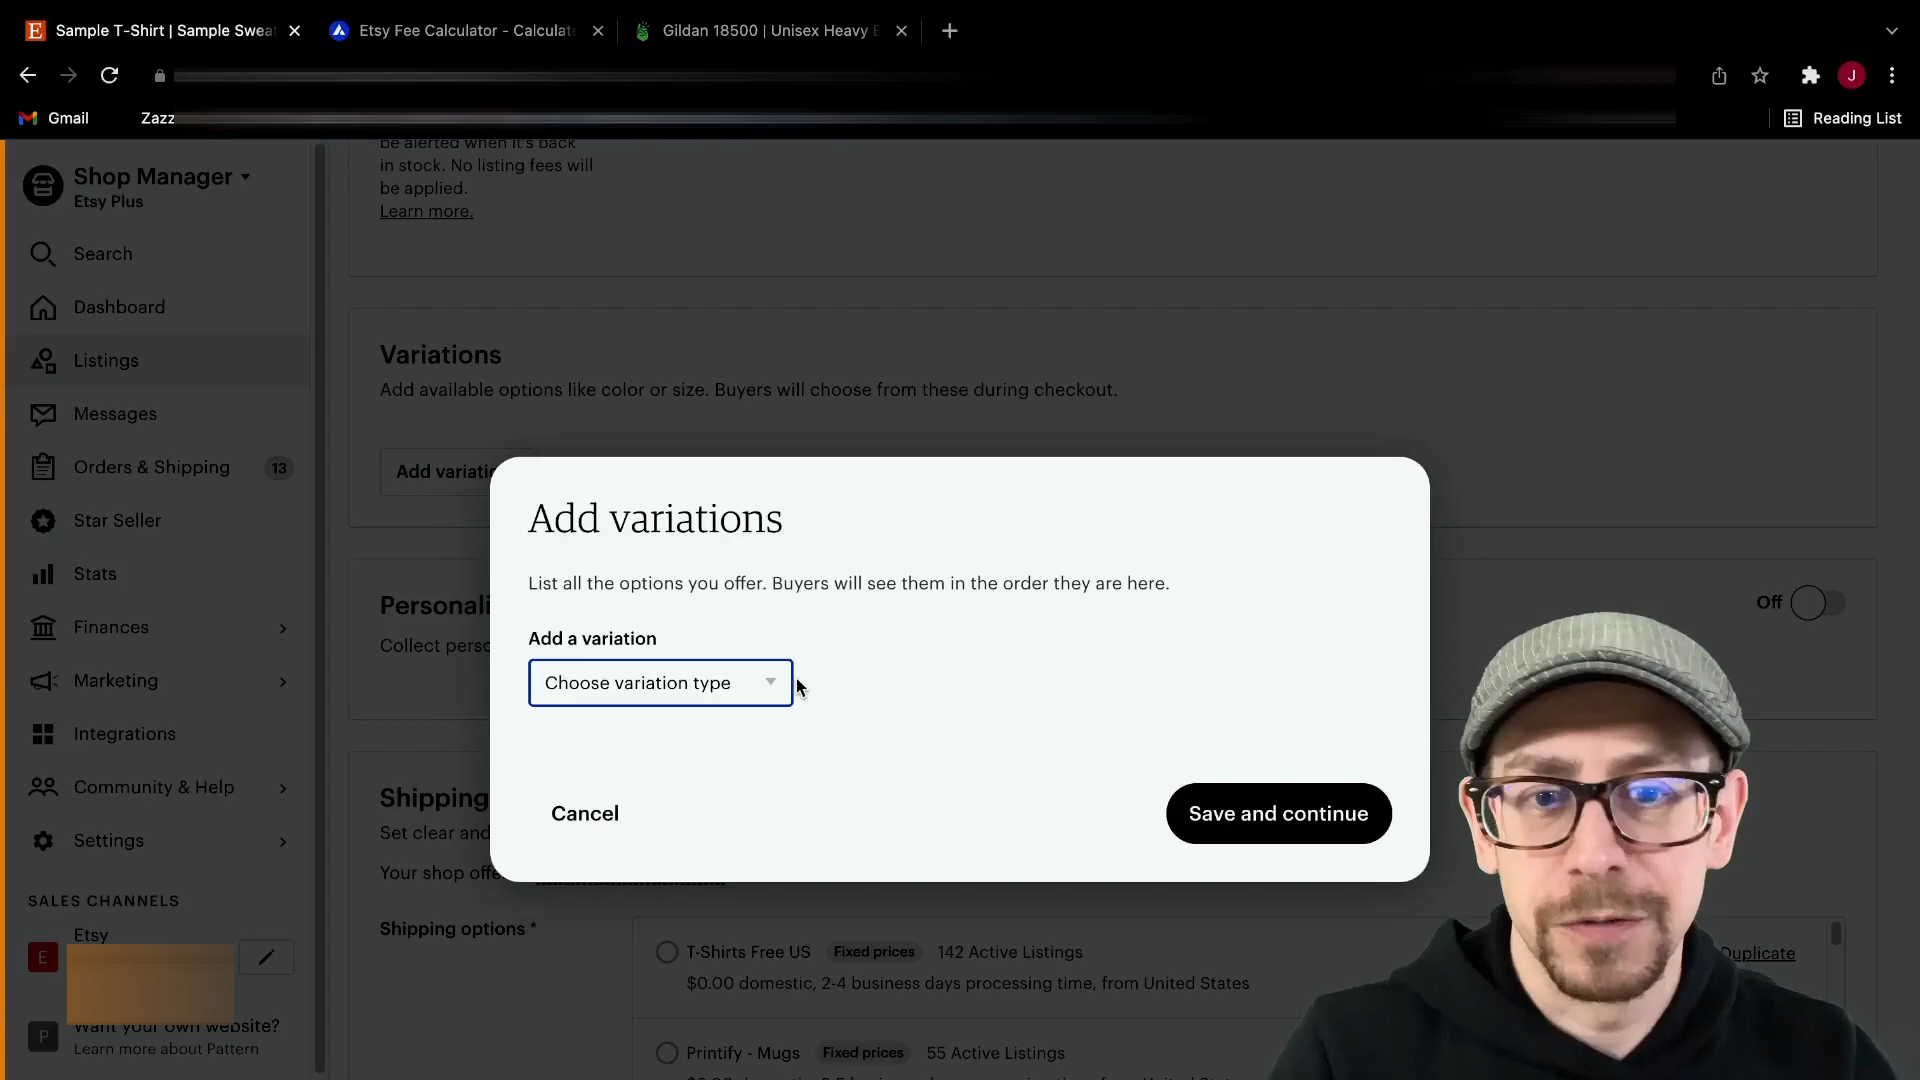 Sample T-Shirt | Sample Swea
Etsy Fee Calculator - Calculat
Gildan 18500 | Unisex Heavy
J
Gmail
Zazz
Reading List
Shop Manager
Etsy Plus
Search
Dashboard
Listings
Messages
Orders & Shipping 13
Star Seller
Stats
Finances
Marketing
Integrations
Community & Help
Settings
SALES CHANNELS
E
Etsy
P
Want your own website?
Learn more about Pattern
be alerted when it's back
in stock. No listing fees will
be applied.
Learn more.
Variations
Add available options like color or size. Buyers will choose from these during checkout.
Add variatio
Personali
Collect perso
Off
Add variations
List all the options you offer. Buyers will see them in the order they are here.
Add a variation
Choose variation type
Cancel
Save and continue
Shipping
Set clear and
Your shop offe
Shipping options *
T-Shirts Free US Fixed prices 142 Active Listings
Duplicate
$0.00 domestic, 2-4 business days processing time, from United States
Printify - Mugs Fixed prices 55 Active Listings